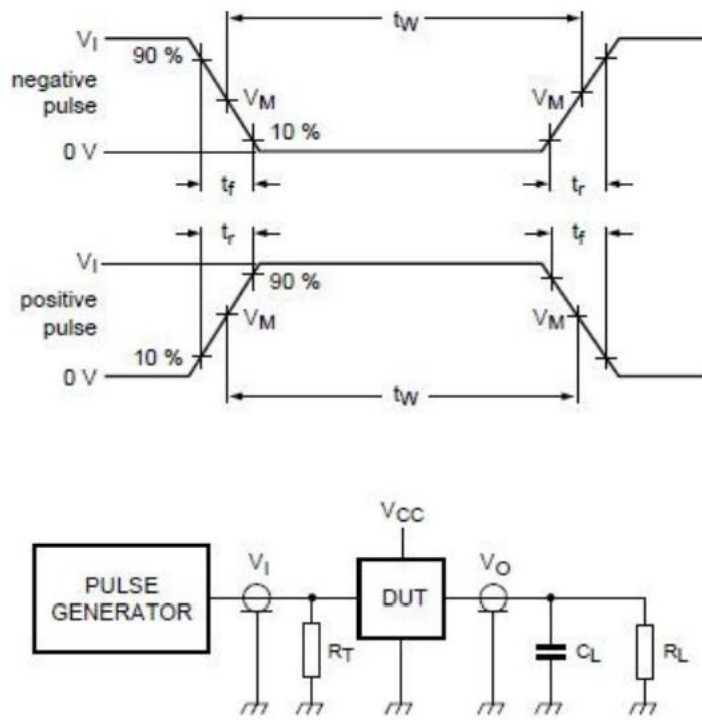 tW
VI
90 %
negative
pulse
VM
VM
10 %
0 V
tf
tr
tr
tf
VI
90 %
positive
pulse
VM
VM
10 %
0 V
tW
VCC
VI
VO
PULSE
GENERATOR
DUT
RT
CL
RL